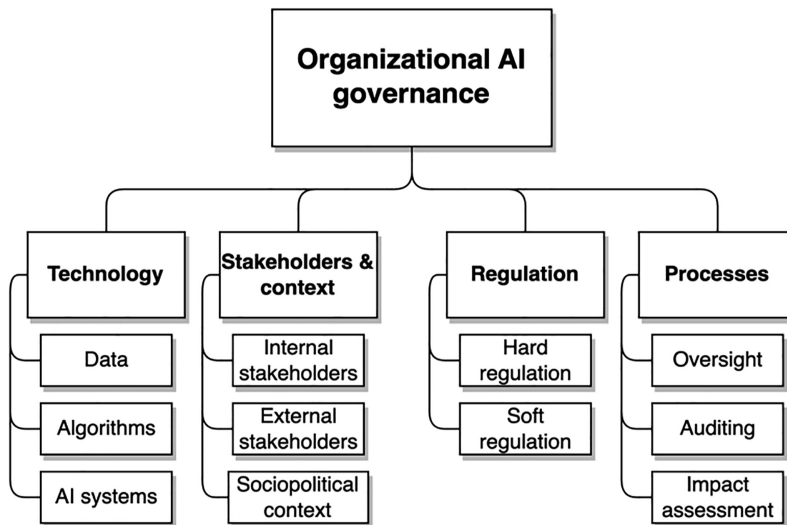 Organizational AI
governance
Technology
Stakeholders &
context
Regulation
Processes
Data
Internal
stakeholders
Hard
regulation
Oversight
Algorithms
External
stakeholders
Soft
regulation
Auditing
AI systems
Sociopolitical
context
Impact
assessment